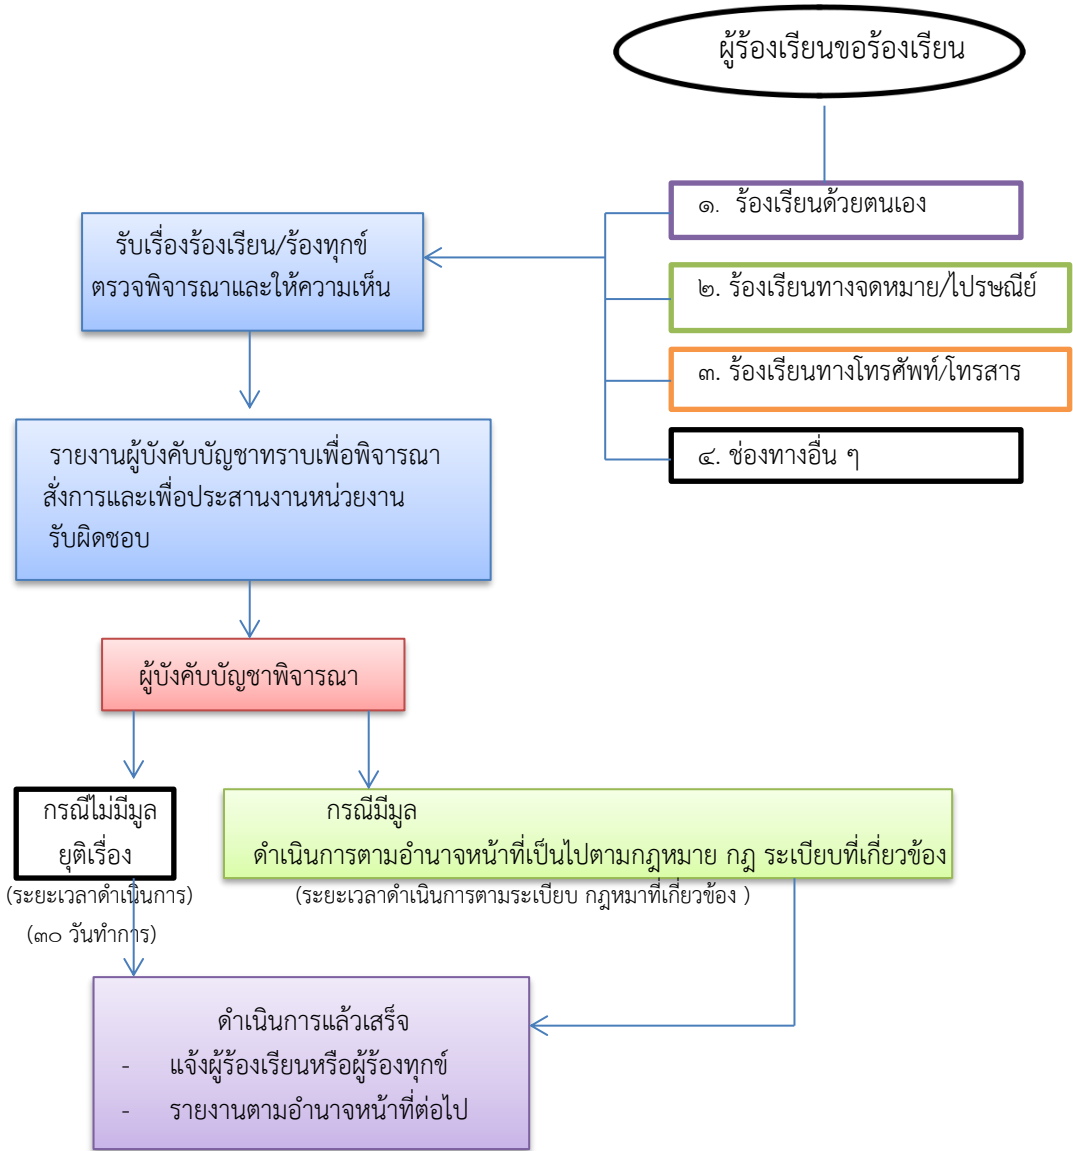 ผู้ร้องเรียนขอร้องเรียน
๑. ร้องเรียนด้วยตนเอง
๒. ร้องเรียนทางจดหมาย/ไปรษณีย์
๓. ร้องเรียนทางโทรศัพท์/โทรสาร
๔. ช่องทางอื่น ๆ
รับเรื่องร้องเรียน/ร้องทุกข์
ตรวจพิจารณาและให้ความเห็น
รายงานผู้บังคับบัญชาทราบเพื่อพิจารณา
สั่งการและเพื่อประสานงานหน่วยงาน
รับผิดชอบ
ผู้บังคับบัญชาพิจารณา
กรณีไม่มีมูล
ยุติเรื่อง
(ระยะเวลาดำเนินการ)
(๓๐ วันทำการ)
กรณีมีมูล
ดำเนินการตามอำนาจหน้าที่เป็นไปตามกฎหมาย กฎ ระเบียบที่เกี่ยวข้อง
(ระยะเวลาดำเนินการตามระเบียบ กฎหมาที่เกี่ยวข้อง )
ดำเนินการแล้วเสร็จ
- แจ้งผู้ร้องเรียนหรือผู้ร้องทุกข์
- รายงานตามอำนาจหน้าที่ต่อไป